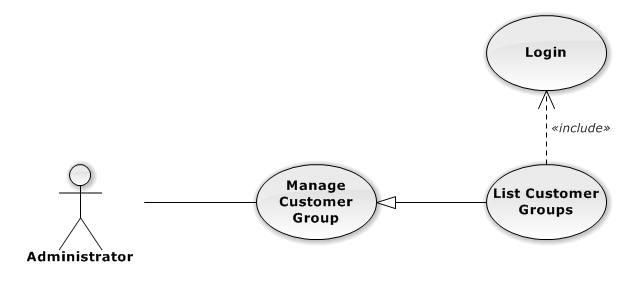 Login
«include»
Manage
Customer
Group
List Customer
Groups
Administrator